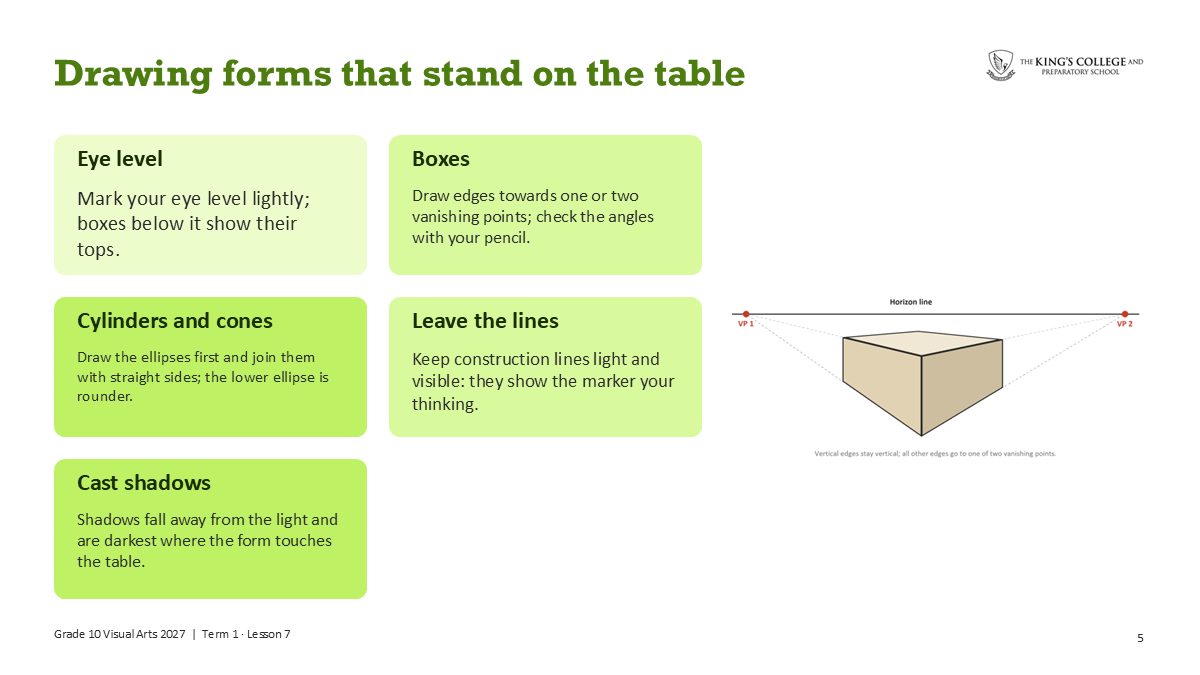 Drawing forms that stand on the table
THE KING'S COLLEGE AND
PREPARATORY SCHOOL
Eye level
Mark your eye level lightly;
boxes below it show their
tops.
Boxes
Draw edges towards one or two
vanishing points; check the angles
with your pencil.
Cylinders and cones
Draw the ellipses first and join them
with straight sides; the lower ellipse is
rounder.
Leave the lines
Keep construction lines light and
visible: they show the marker your
thinking.
Cast shadows
Shadows fall away from the light and
are darkest where the form touches
the table.
Horizon line
VP 1
VP 2
Vertical edges stay vertical; all other edges go to one of two vanishing points.
Grade 10 Visual Arts 2027 | Term 1 · Lesson 7
5